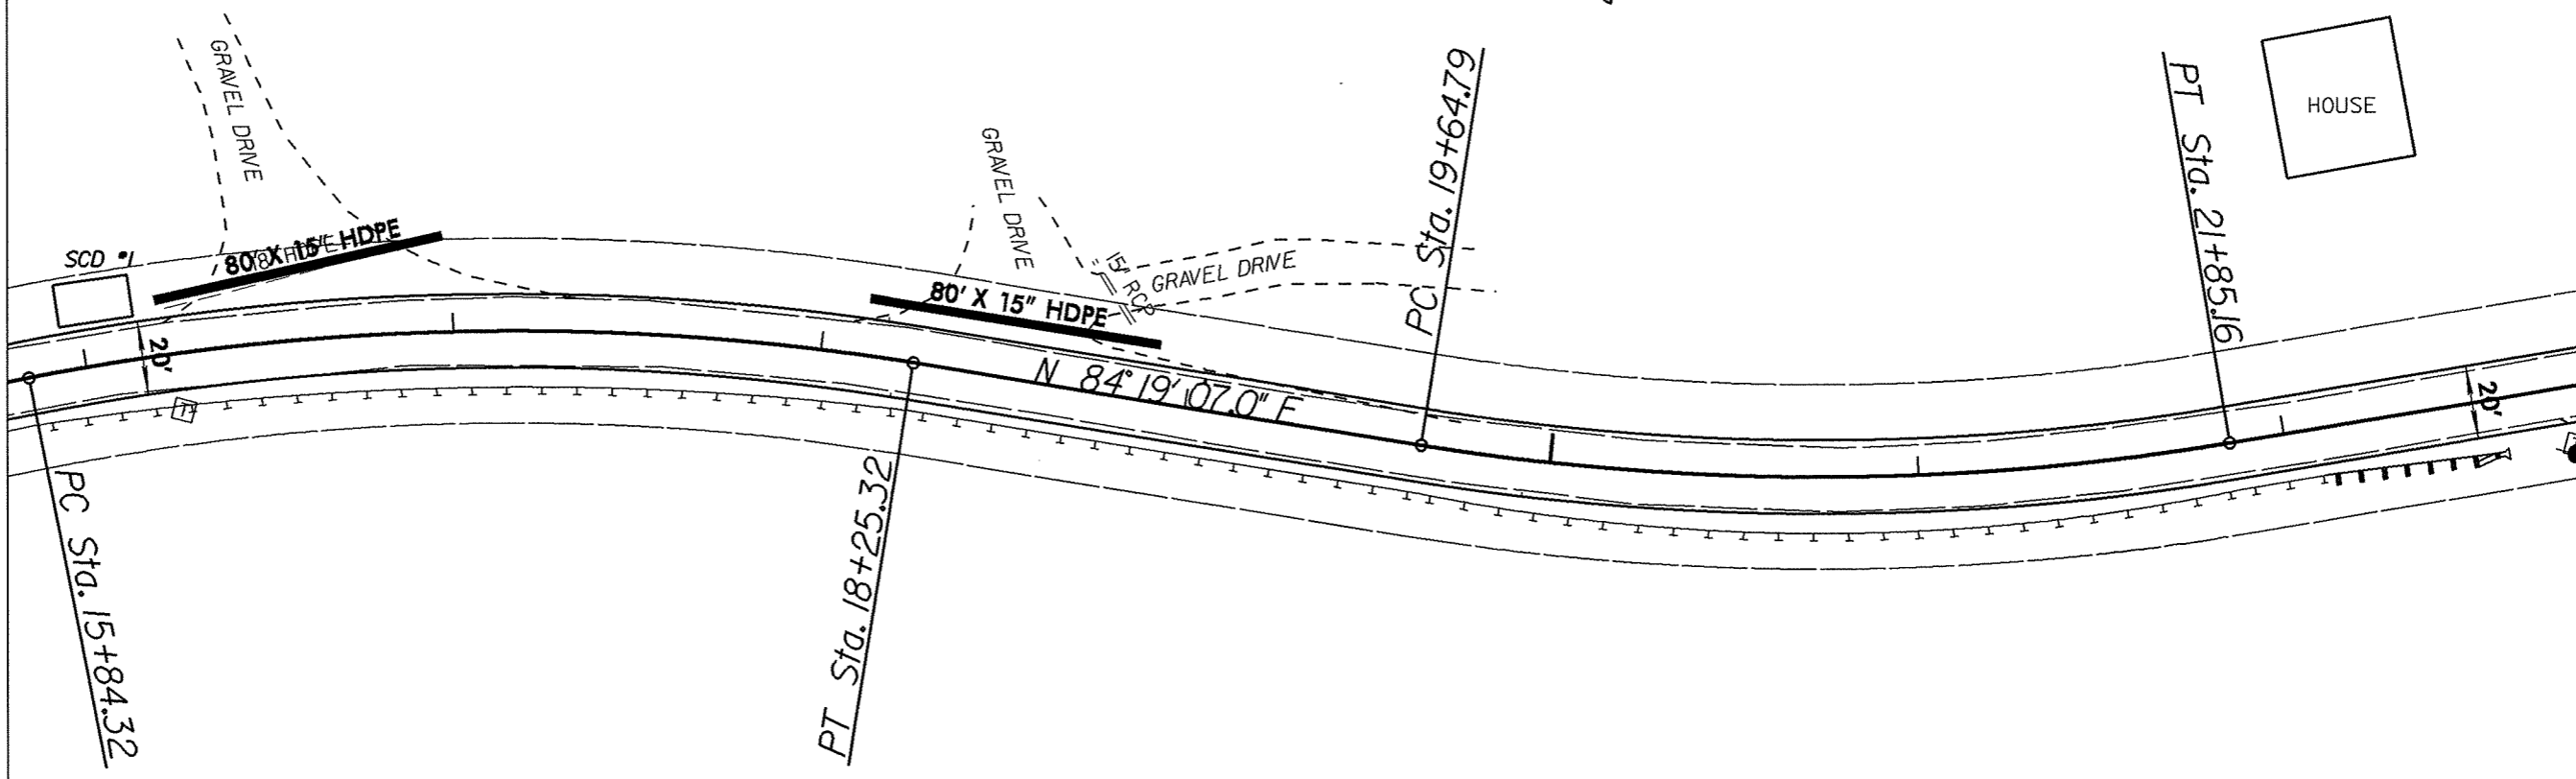 GRAVEL DRIVE
SCD #1
80' X 15" HDPE
20'
PC Sta. 15+84.32
PT Sta. 18+25.32
GRAVEL DRIVE
80' X 15" HDPE
15" RCP
GRAVEL DRIVE
N 84° 19' 07.0" E
PC Sta. 19+64.79
PT Sta. 21+85.16
HOUSE
20'
T